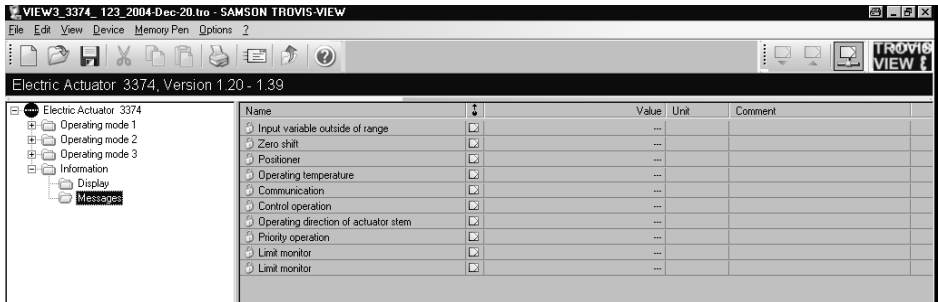 VIEW3_3374_ 123_2004-Dec-20.tro - SAMSON TROVIS-VIEW
File Edit View Device Memory Pen Options ?
TROVIS
VIEW
Electric Actuator 3374, Version 1.20 - 1.39
Electric Actuator 3374
Operating mode 1
Operating mode 2
Operating mode 3
Information
Display
Messages
Name Value Unit Comment
Input variable outside of range ---
Zero shift ---
Positioner ---
Operating temperature ---
Communication ---
Control operation ---
Operating direction of actuator stem ---
Priority operation ---
Limit monitor ---
Limit monitor ---